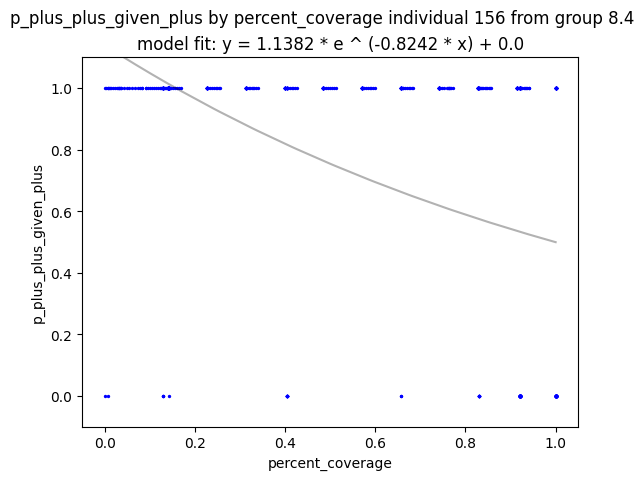 p_plus_plus_given_plus by percent_coverage individual 156 from group 8.4
model fit: y = 1.1382 * e ^ (-0.8242 * x) + 0.0
1.0
0.8
0.6
0.4
0.2
0.0
p_plus_plus_given_plus
0.0 0.2 0.4 0.6 0.8 1.0
percent_coverage